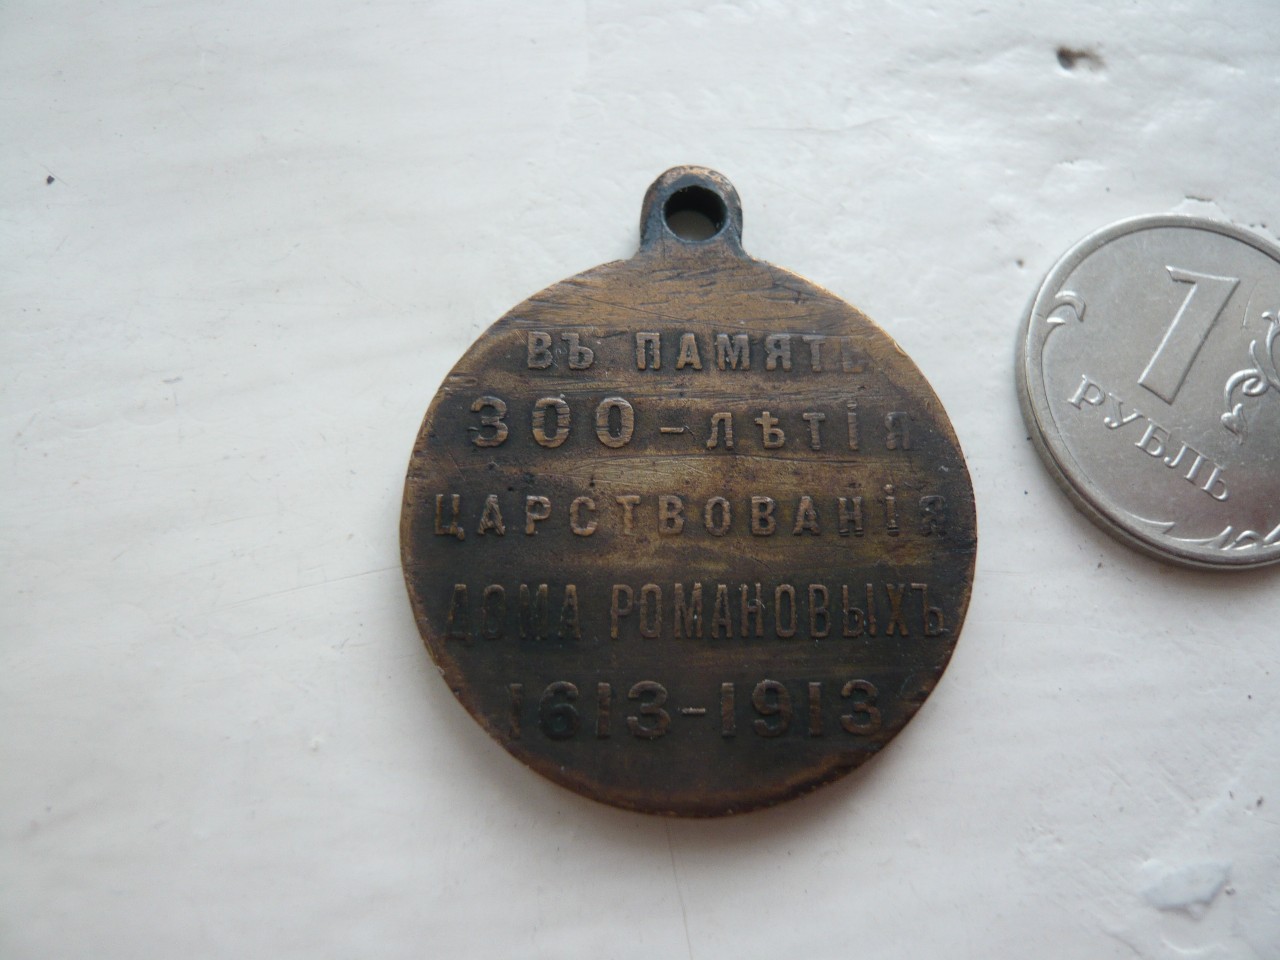 ВЪ ПАМЯТЬ
300-ЛѢТІЯ
ЦАРСТВОВАНІЯ
ДОМА РОМАНОВЫХЪ
1613-1913
1
РУБЛЬ